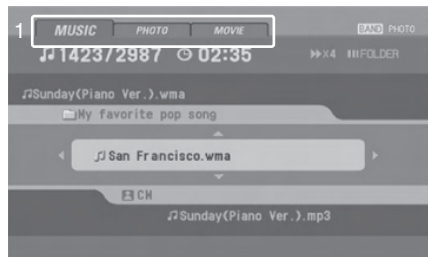 1 MUSIC PHOTO MOVIE BAND PHOTO
1423/2987 02:35 x4 FOLDER
Sunday(Piano Ver.).wma
My favorite pop song
San Francisco.wma
CH
Sunday(Piano Ver.).mp3